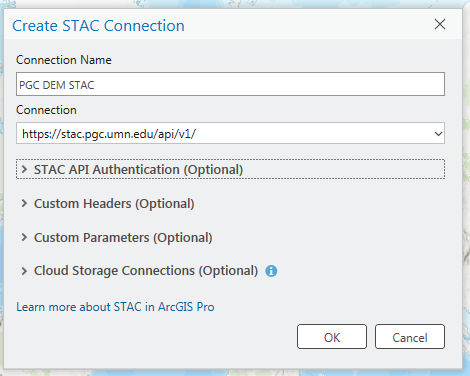 Create STAC Connection
Connection Name
PGC DEM STAC
Connection
https://stac.pgc.umn.edu/api/v1/
STAC API Authentication (Optional)
Custom Headers (Optional)
Custom Parameters (Optional)
Cloud Storage Connections (Optional)
Learn more about STAC in ArcGIS Pro
OK Cancel